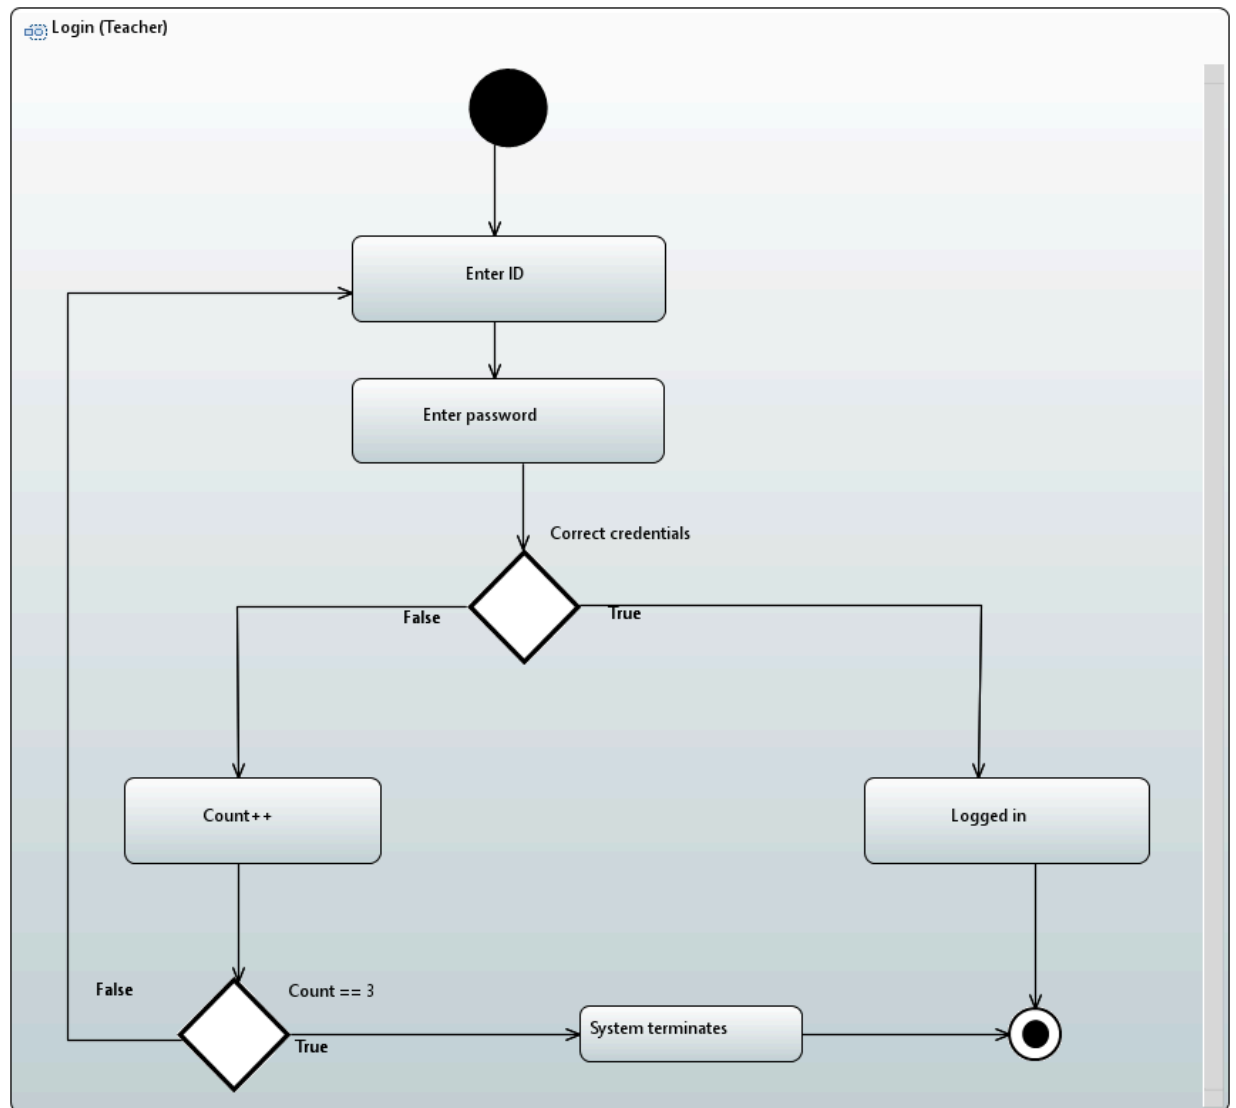 Login (Teacher)
Enter ID
Enter password
Correct credentials
False
True
Count++
Logged in
False
Count == 3
System terminates
True